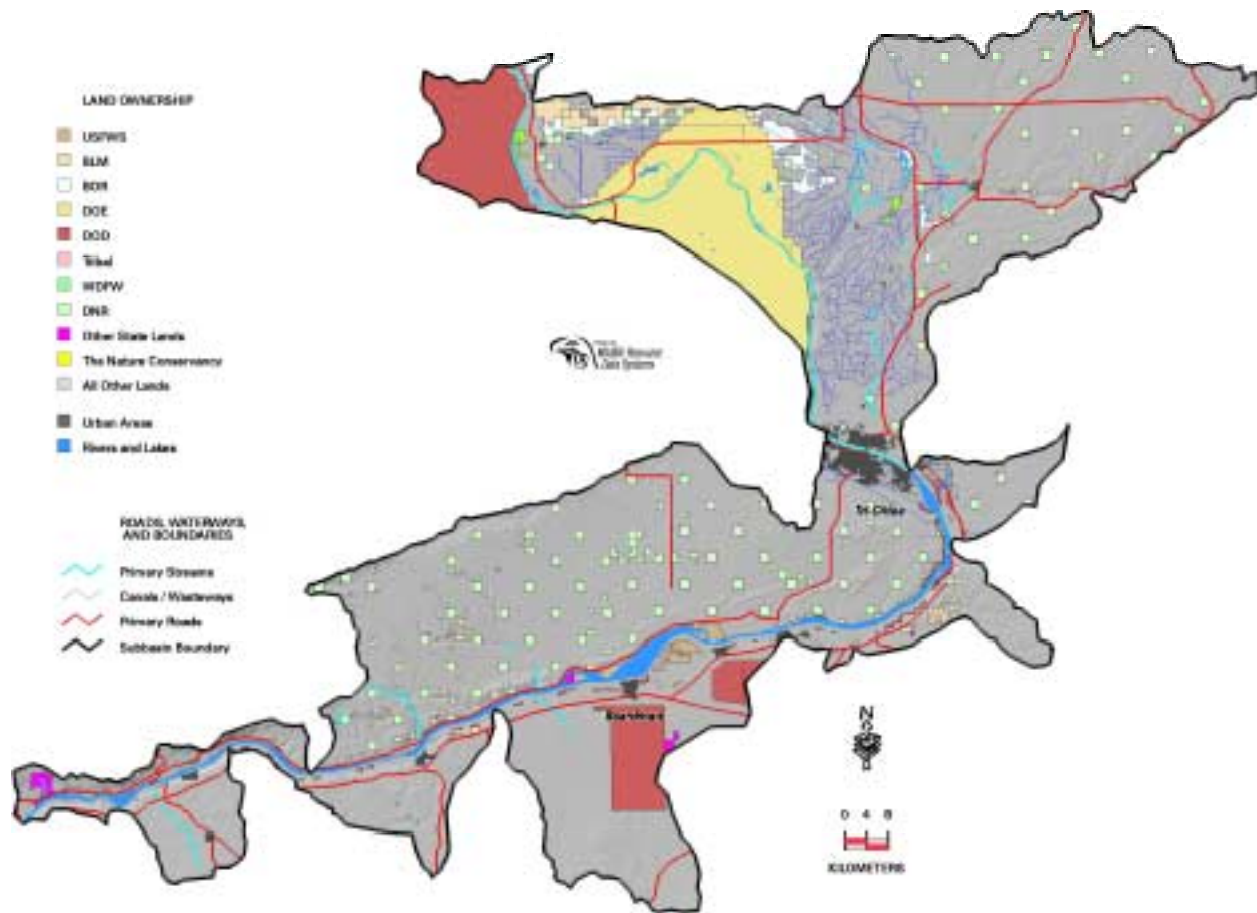 LAND OWNERSHIP
USFWS
BLM
BOR
DOE
DOD
Tribal
WDFW
DNR
Other State Lands
The Nature Conservancy
All Other Lands
Urban Areas
Rivers and Lakes
Tri-Cities
ROADS, WATERWAYS,
AND BOUNDARIES
Primary Streams
Canals / Wasteways
Primary Roads
Subbasin Boundary
Boardman
N
0 4 8
KILOMETERS